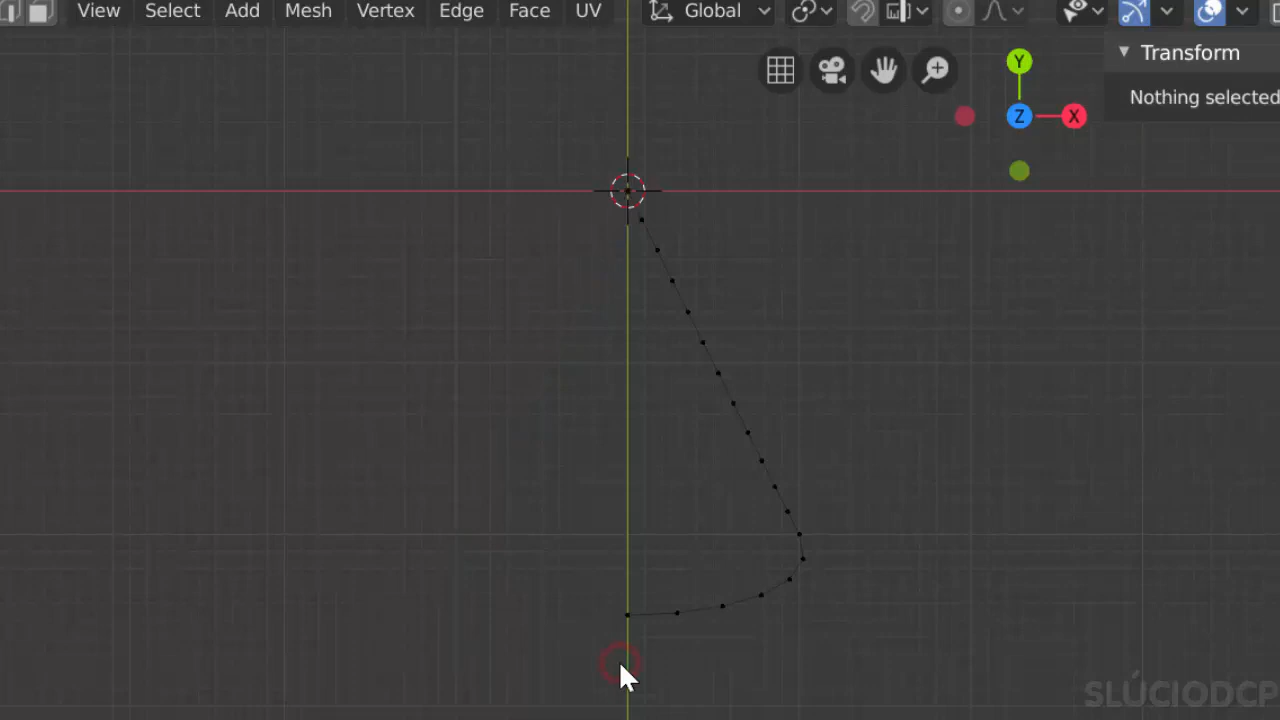 View Select Add Mesh Vertex Edge Face UV Global
Transform
Nothing selected
Y
Z X
SLÚCIODCP